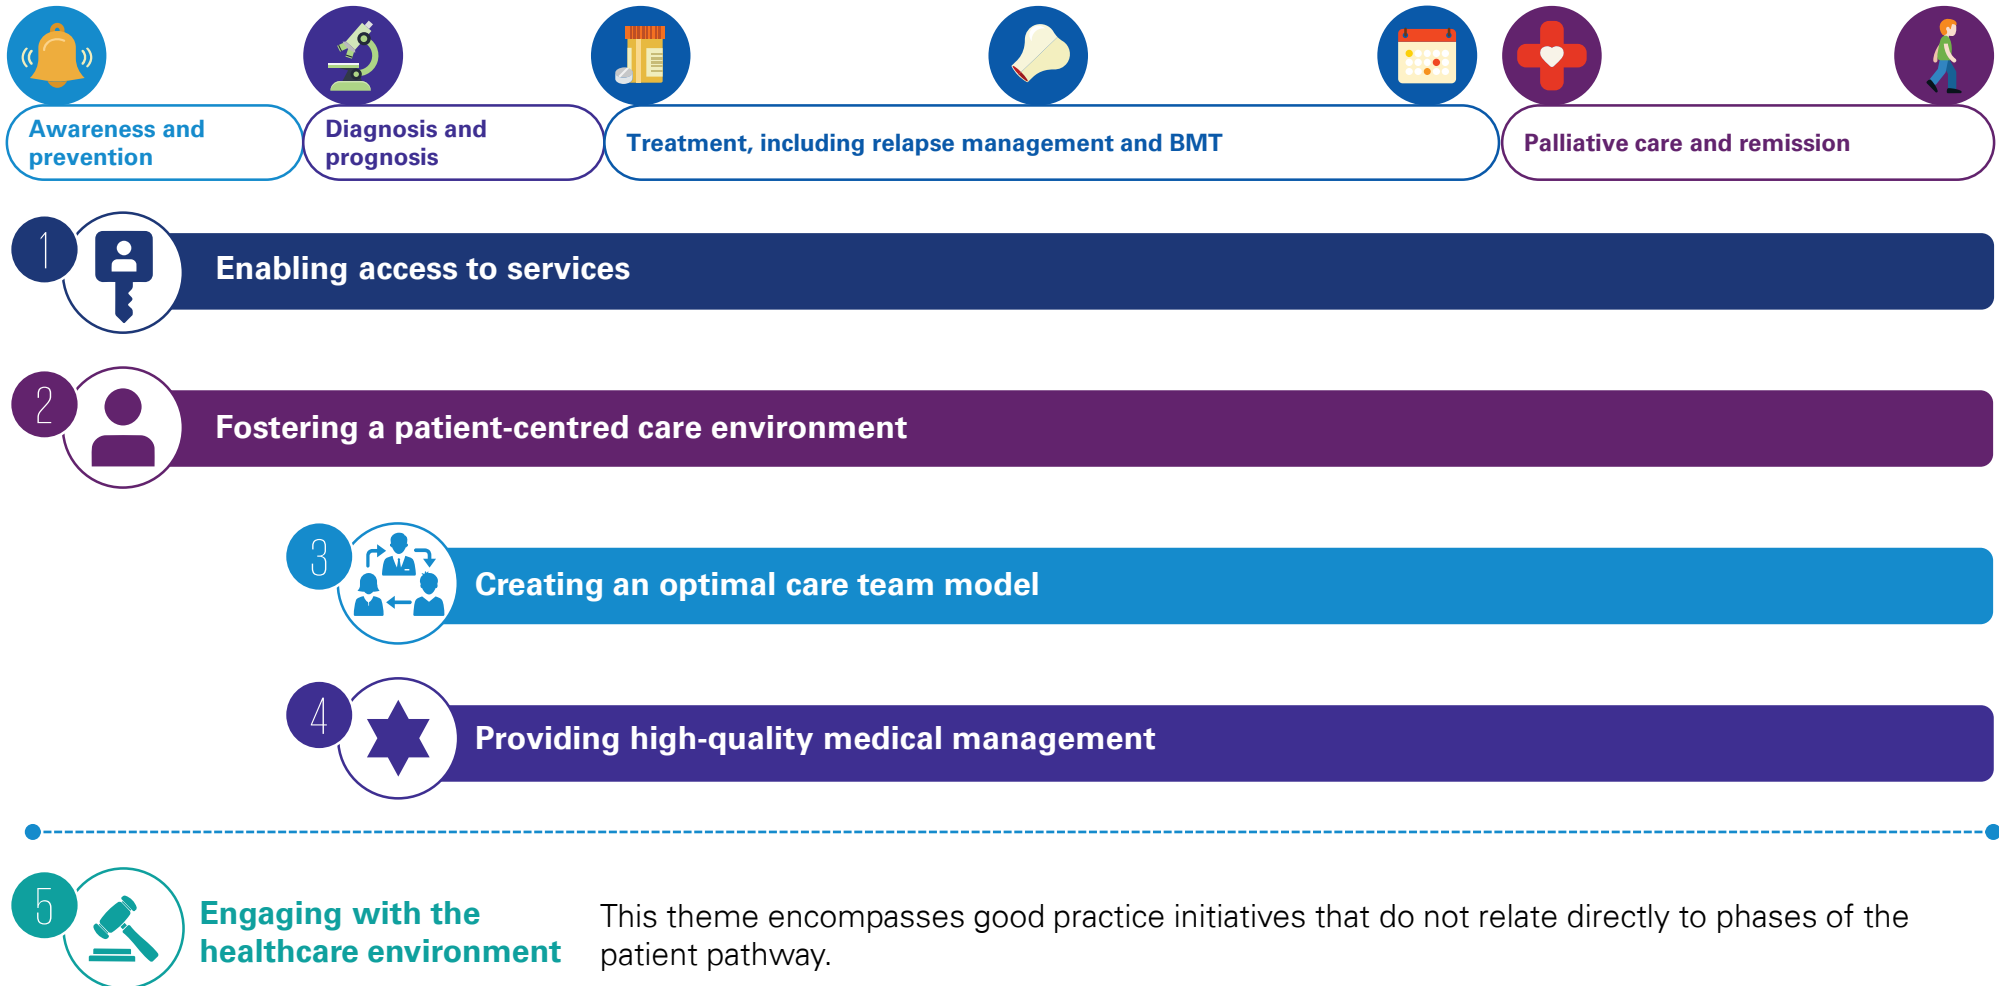 Awareness and
prevention
Diagnosis and
prognosis
Treatment, including relapse management and BMT
Palliative care and remission
1
Enabling access to services
2
Fostering a patient-centred care environment
3
Creating an optimal care team model
4
Providing high-quality medical management
5
Engaging with the
healthcare environment
This theme encompasses good practice initiatives that do not relate directly to phases of the
patient pathway.